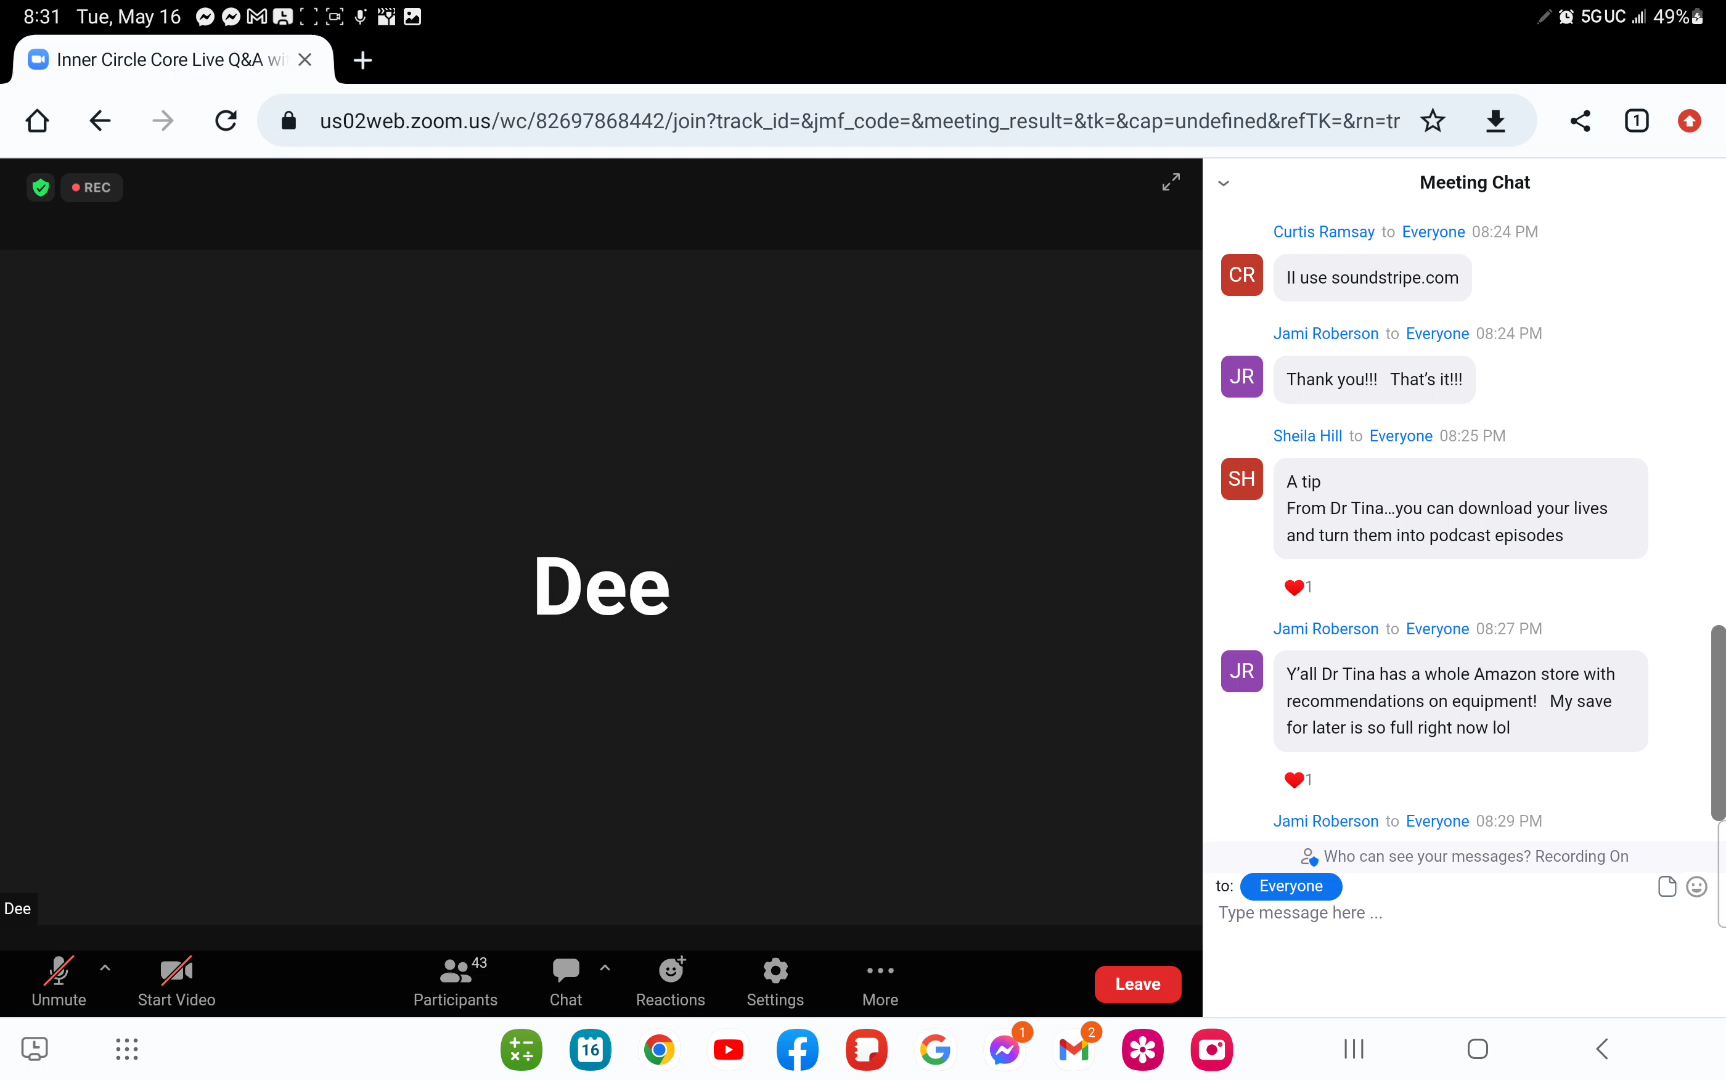 8:31 Tue, May 16
5GUC 49%
Inner Circle Core Live Q&A wi
us02web.zoom.us/wc/82697868442/join?track_id=&jmf_code=&meeting_result=&tk=&cap=undefined&refTK=&rn=tr
1
REC
Meeting Chat
Curtis Ramsay to Everyone 08:24 PM
CR
II use soundstripe.com
Jami Roberson to Everyone 08:24 PM
JR
Thank you!!! That's it!!!
Sheila Hill to Everyone 08:25 PM
SH
A tip
From Dr Tina...you can download your lives
and turn them into podcast episodes
1
Jami Roberson to Everyone 08:27 PM
JR
Y'all Dr Tina has a whole Amazon store with
recommendations on equipment! My save
for later is so full right now lol
1
Jami Roberson to Everyone 08:29 PM
Who can see your messages? Recording On
to: Everyone
Type message here ...
Dee
Dee
Unmute
Start Video
43
Participants
Chat
Reactions
Settings
More
Leave
16
1
2